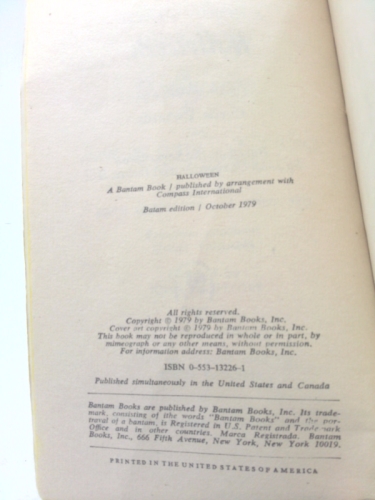 HALLOWEEN
A Bantam Book / published by arrangement with
Compass International
Batam edition / October 1979
All rights reserved.
Copyright © 1979 by Bantam Books, Inc.
Cover art copyright © 1979 by Bantam Books, Inc.
This book may not be reproduced in whole or in part, by
mimeograph or any other means, without permission.
For information address: Bantam Books, Inc.
ISBN 0-553-13226-1
Published simultaneously in the United States and Canada
Bantam Books are published by Bantam Books, Inc. Its trade-
mark, consisting of the words "Bantam Books" and the por-
trayal of a bantam, is Registered in U.S. Patent and Trademark
Office and in other countries. Marca Registrada. Bantam
Books, Inc., 666 Fifth Avenue, New York, New York 10019.
PRINTED IN THE UNITED STATES OF AMERICA